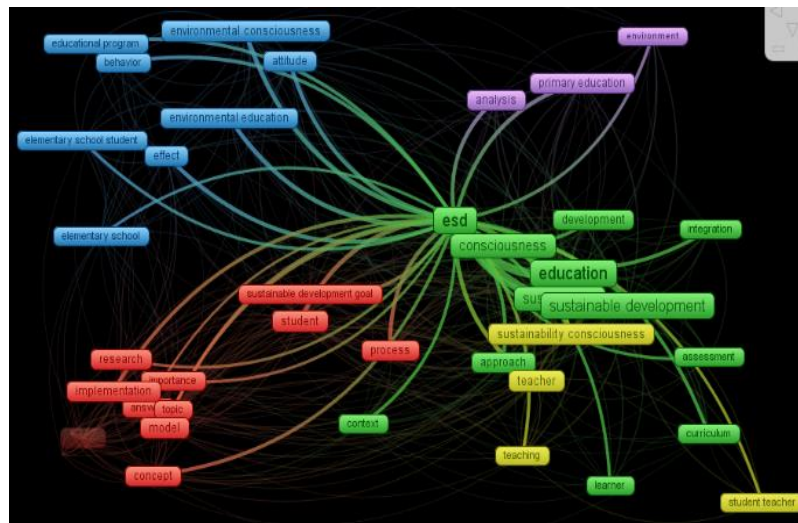 environment
environmental consciousness
educational program
behavior
attitude
primary education
analysis
environmental education
elementary school student
effect
esd
development
integration
elementary school
consciousness
education
sustainable development goal
sustainable development
student
sustainability consciousness
process
research
approach
assessment
importance
teacher
implementation
topic
model
context
curriculum
teaching
concept
learner
student teacher